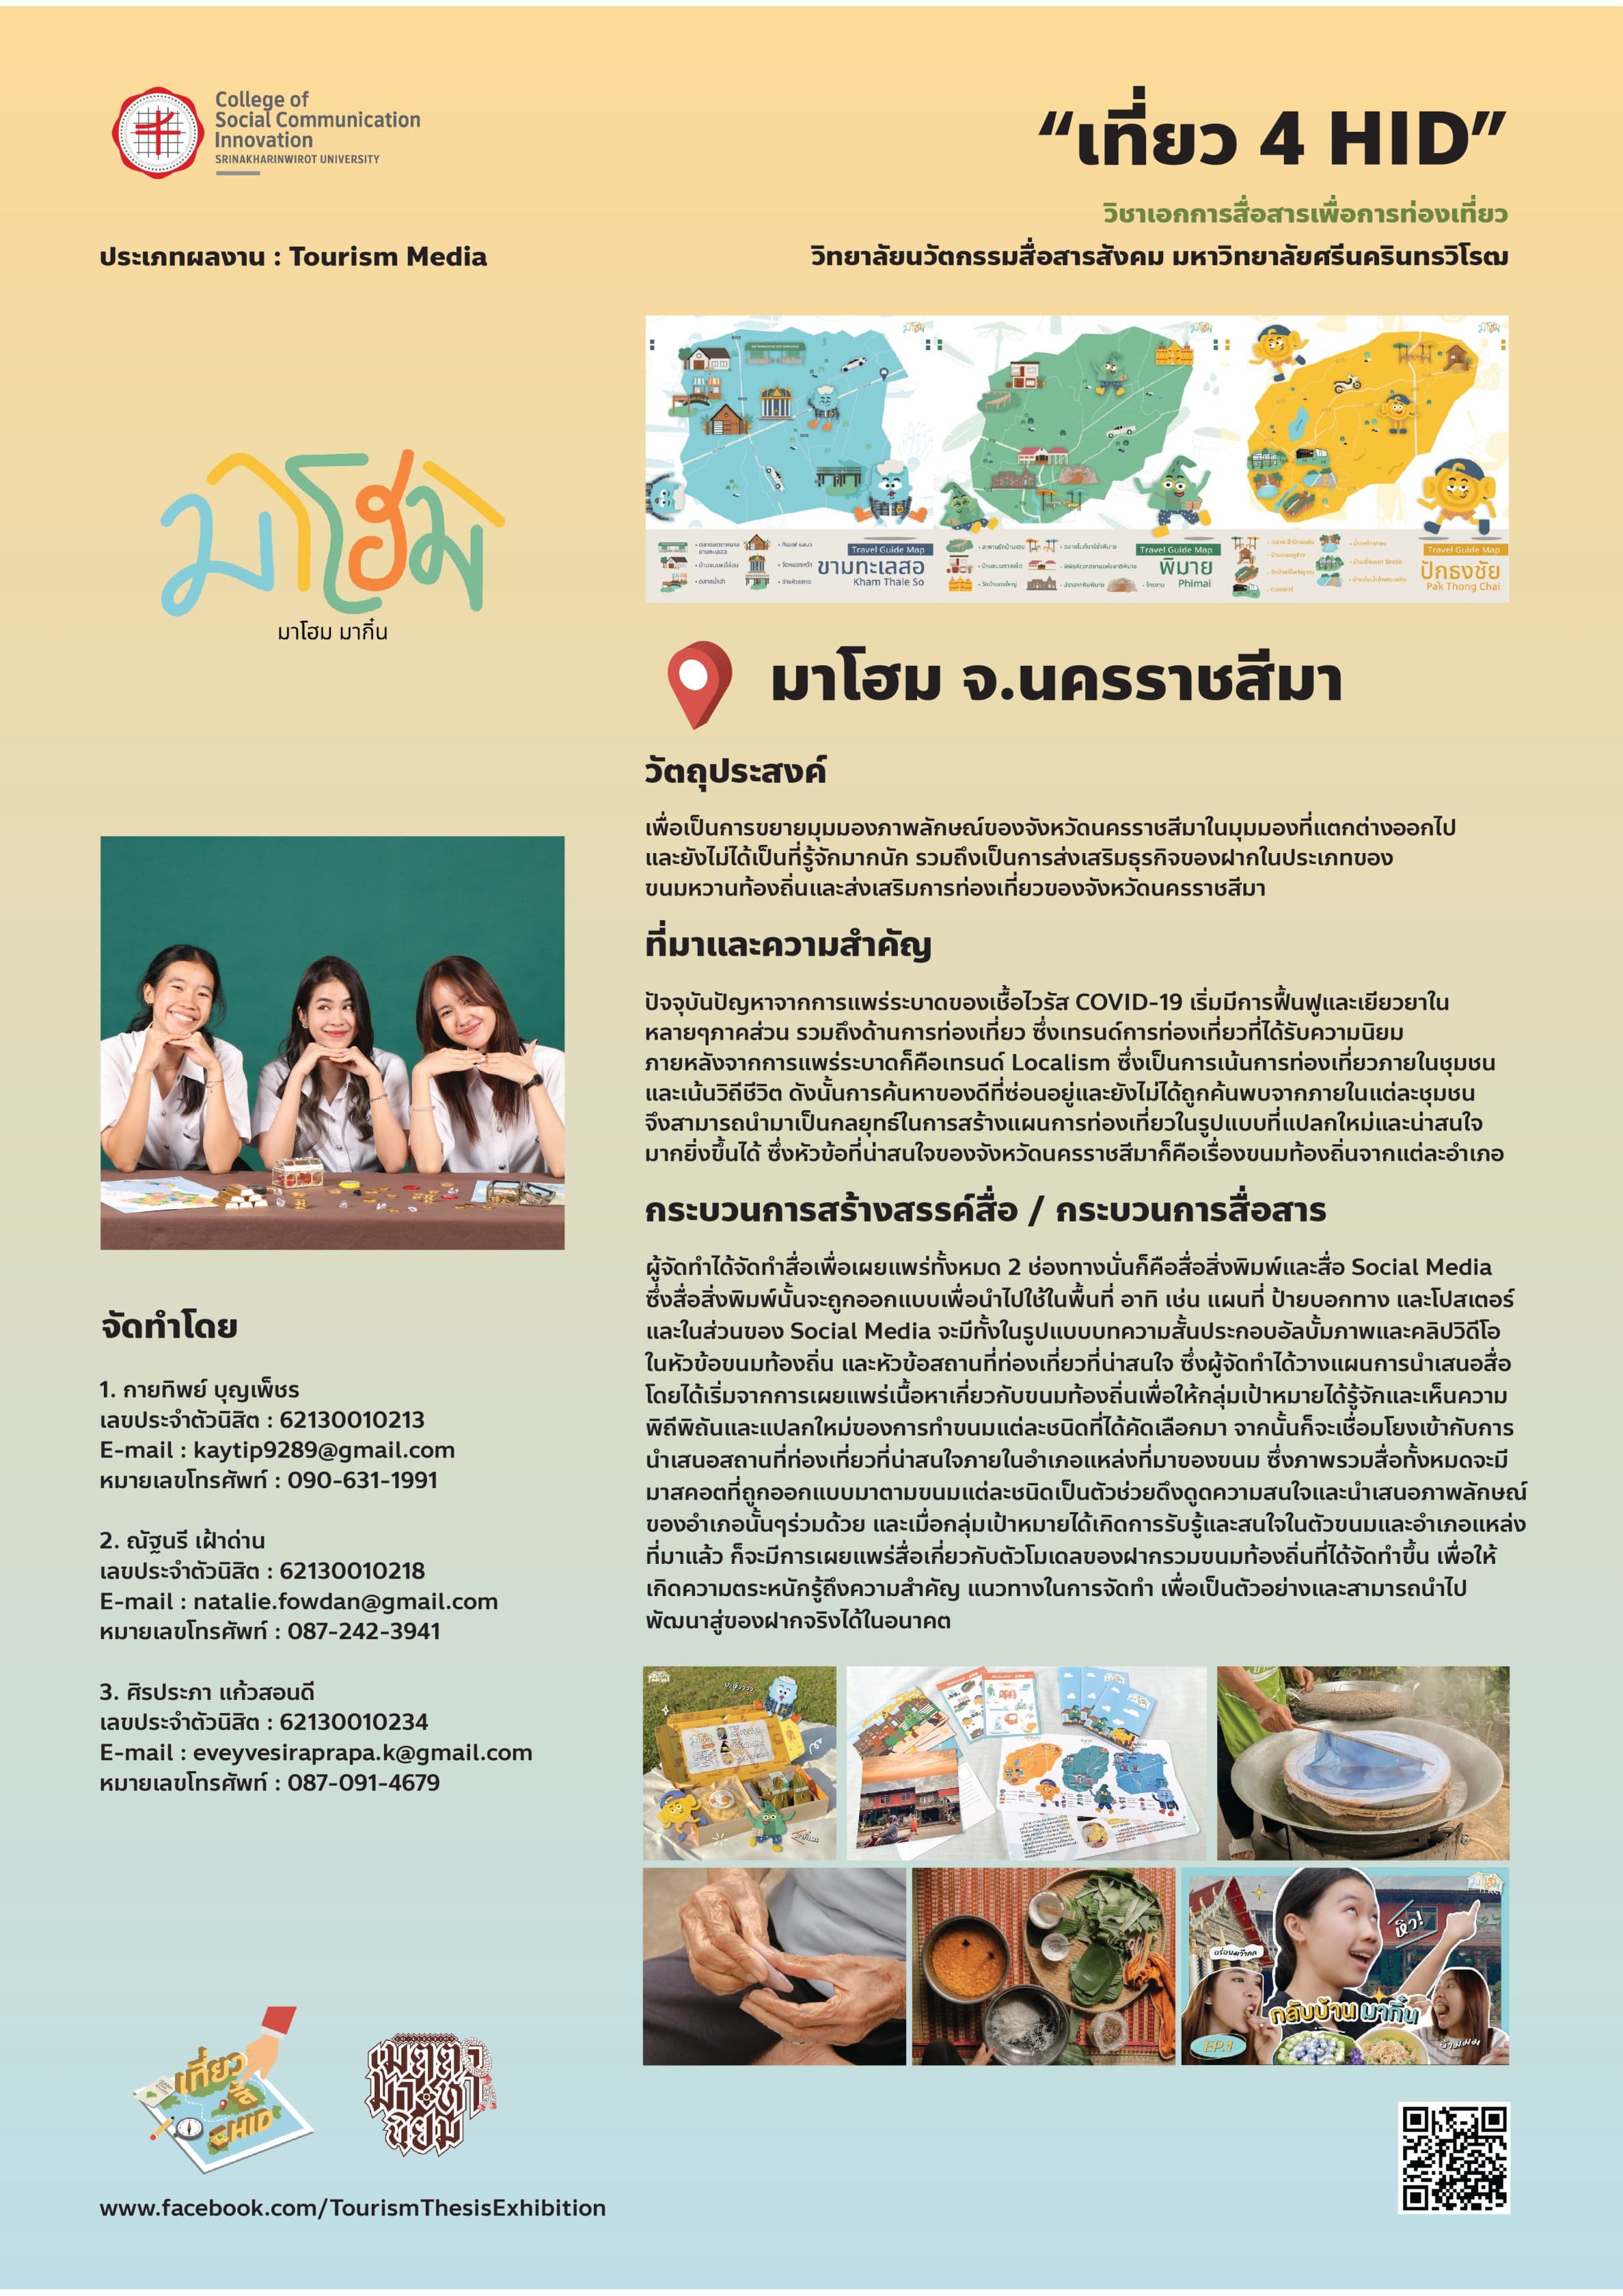 College of
Social Communication
Innovation
SRINAKHARINWIROT UNIVERSITY
“เที่ยว 4 HID”
วิชาเอกการสื่อสารเพื่อการท่องเที่ยว
ประเภทผลงาน : Tourism Media
วิทยาลัยนวัตกรรมสื่อสารสังคม มหาวิทยาลัยศรีนครินทรวิโรฒ
มาโฮม
มาโฮม มากิ๋น
Travel Guide Map
ขามทะเลสอ
Kham Thale So
Travel Guide Map
พิมาย
Phimai
Travel Guide Map
ปักธงชัย
Pak Thong Chai
มาโฮม จ.นครราชสีมา
วัตถุประสงค์
เพื่อเป็นการขยายมุมมองภาพลักษณ์ของจังหวัดนครราชสีมาในมุมมองที่แตกต่างออกไป
และยังไม่ได้เป็นที่รู้จักมากนัก รวมถึงเป็นการส่งเสริมธุรกิจของฝากในประเภทของ
ขนมหวานท้องถิ่นและส่งเสริมการท่องเที่ยวของจังหวัดนครราชสีมา
ที่มาและความสำคัญ
ปัจจุบันปัญหาจากการแพร่ระบาดของเชื้อไวรัส COVID-19 เริ่มมีการฟื้นฟูและเยียวยาใน
หลายๆภาคส่วน รวมถึงด้านการท่องเที่ยว ซึ่งเทรนด์การท่องเที่ยวที่ได้รับความนิยม
ภายหลังจากการแพร่ระบาดก็คือเทรนด์ Localism ซึ่งเป็นการเน้นการท่องเที่ยวภายในชุมชน
และเน้นวิถีชีวิต ดังนั้นการค้นหาของดีที่ซ่อนอยู่และยังไม่ได้ถูกค้นพบจากภายในแต่ละชุมชน
จึงสามารถนำมาเป็นกลยุทธ์ในการสร้างแผนการท่องเที่ยวในรูปแบบที่แปลกใหม่และน่าสนใจ
มากยิ่งขึ้นได้ ซึ่งหัวข้อที่น่าสนใจของจังหวัดนครราชสีมาก็คือเรื่องขนมท้องถิ่นจากแต่ละอำเภอ
กระบวนการสร้างสรรค์สื่อ / กระบวนการสื่อสาร
ผู้จัดทำได้จัดทำสื่อเพื่อเผยแพร่ทั้งหมด 2 ช่องทางนั่นก็คือสื่อสิ่งพิมพ์และสื่อ Social Media
ซึ่งสื่อสิ่งพิมพ์นั้นจะถูกออกแบบเพื่อนำไปใช้ในพื้นที่ อาทิ เช่น แผนที่ ป้ายบอกทาง และโปสเตอร์
และในส่วนของ Social Media จะมีทั้งในรูปแบบบทความสั้นประกอบอัลบั้มภาพและคลิปวิดีโอ
ในหัวข้อขนมท้องถิ่น และหัวข้อสถานที่ท่องเที่ยวที่น่าสนใจ ซึ่งผู้จัดทำได้วางแผนการนำเสนอสื่อ
โดยได้เริ่มจากการเผยแพร่เนื้อหาเกี่ยวกับขนมท้องถิ่นเพื่อให้กลุ่มเป้าหมายได้รู้จักและเห็นความ
พิถีพิถันและแปลกใหม่ของการทำขนมแต่ละชนิดที่ได้คัดเลือกมา จากนั้นก็จะเชื่อมโยงเข้ากับการ
นำเสนอสถานที่ท่องเที่ยวที่น่าสนใจภายในอำเภอแหล่งที่มาของขนม ซึ่งภาพรวมสื่อทั้งหมดจะมี
มาสคอตที่ถูกออกแบบมาตามขนมแต่ละชนิดเป็นตัวช่วยดึงดูดความสนใจและนำเสนอภาพลักษณ์
ของอำเภอนั้นๆร่วมด้วย และเมื่อกลุ่มเป้าหมายได้เกิดการรับรู้และสนใจในตัวขนมและอำเภอแหล่ง
ที่มาแล้ว ก็จะมีการเผยแพร่สื่อเกี่ยวกับตัวโมเดลของฝากรวมขนมท้องถิ่นที่ได้จัดทำขึ้น เพื่อให้
เกิดความตระหนักรู้ถึงความสำคัญ แนวทางในการจัดทำ เพื่อเป็นตัวอย่างและสามารถนำไป
พัฒนาสู่ของฝากจริงได้ในอนาคต
จัดทำโดย
1. กายทิพย์ บุญเพ็ชร
เลขประจำตัวนิสิต : 62130010213
E-mail : kaytip9289@gmail.com
หมายเลขโทรศัพท์ : 090-631-1991
2. ณัฐนรี เฝ้าด่าน
เลขประจำตัวนิสิต : 62130010218
E-mail : natalie.fowdan@gmail.com
หมายเลขโทรศัพท์ : 087-242-3941
3. ศิรประภา แก้วสอนดี
เลขประจำตัวนิสิต : 62130010234
E-mail : eveyvesiraprapa.k@gmail.com
หมายเลขโทรศัพท์ : 087-091-4679
หิว!
กลับบ้าน มากิ๋น
EP.1
เที่ยว
4
HID
เมตตา
มหา
นิยม
www.facebook.com/TourismThesisExhibition